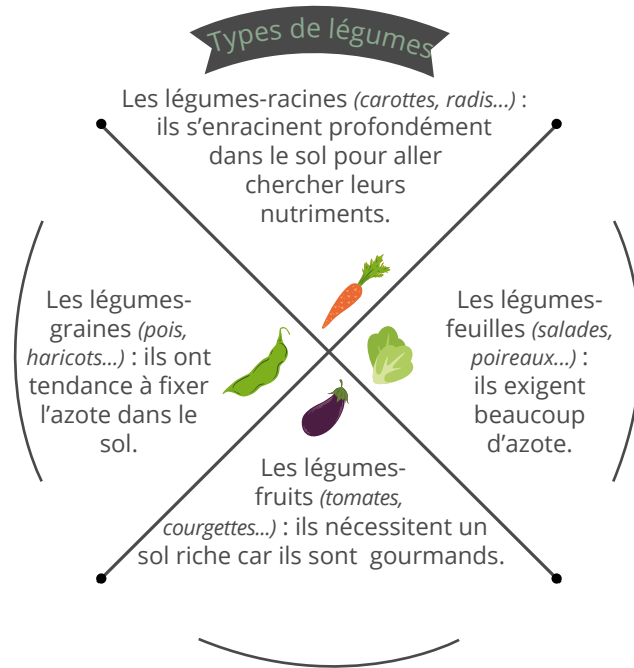 Types de légumes
Les légumes-racines (carottes, radis...) :
ils s’enracinent profondément
dans le sol pour aller
chercher leurs
nutriments.
Les légumes-
graines (pois,
haricots...) : ils ont
tendance à fixer
l’azote dans le
sol.
Les légumes-
feuilles (salades,
poireaux...) :
ils exigent
beaucoup
d’azote.
Les légumes-
fruits (tomates,
courgettes...) : ils nécessitent un
sol riche car ils sont gourmands.